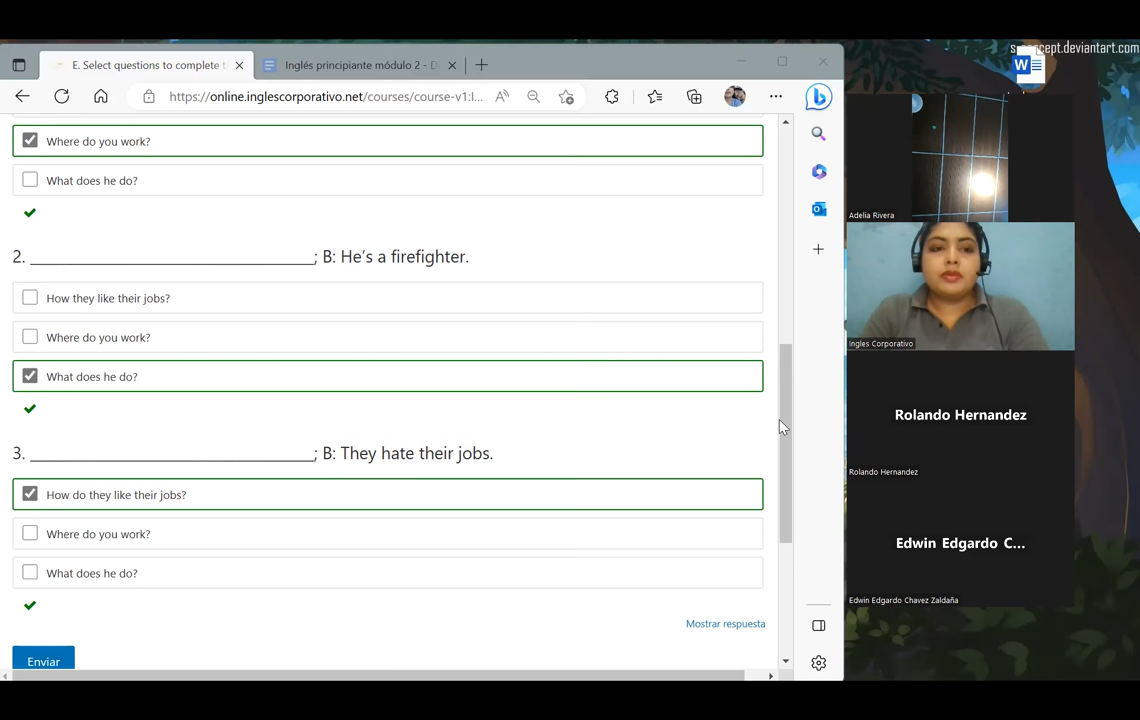 s-concept.deviantart.com
E. Select questions to complete t
Inglés principiante módulo 2 - D
https://online.inglescorporativo.net/courses/course-v1:I...
Where do you work?
What does he do?
2. ; B: He's a firefighter.
How they like their jobs?
Where do you work?
What does he do?
3. ; B: They hate their jobs.
How do they like their jobs?
Where do you work?
What does he do?
Mostrar respuesta
Enviar
Adelia Rivera
Ingles Corporativo
Rolando Hernandez
Rolando Hernandez
Edwin Edgardo C...
Edwin Edgardo Chavez Zaldaña